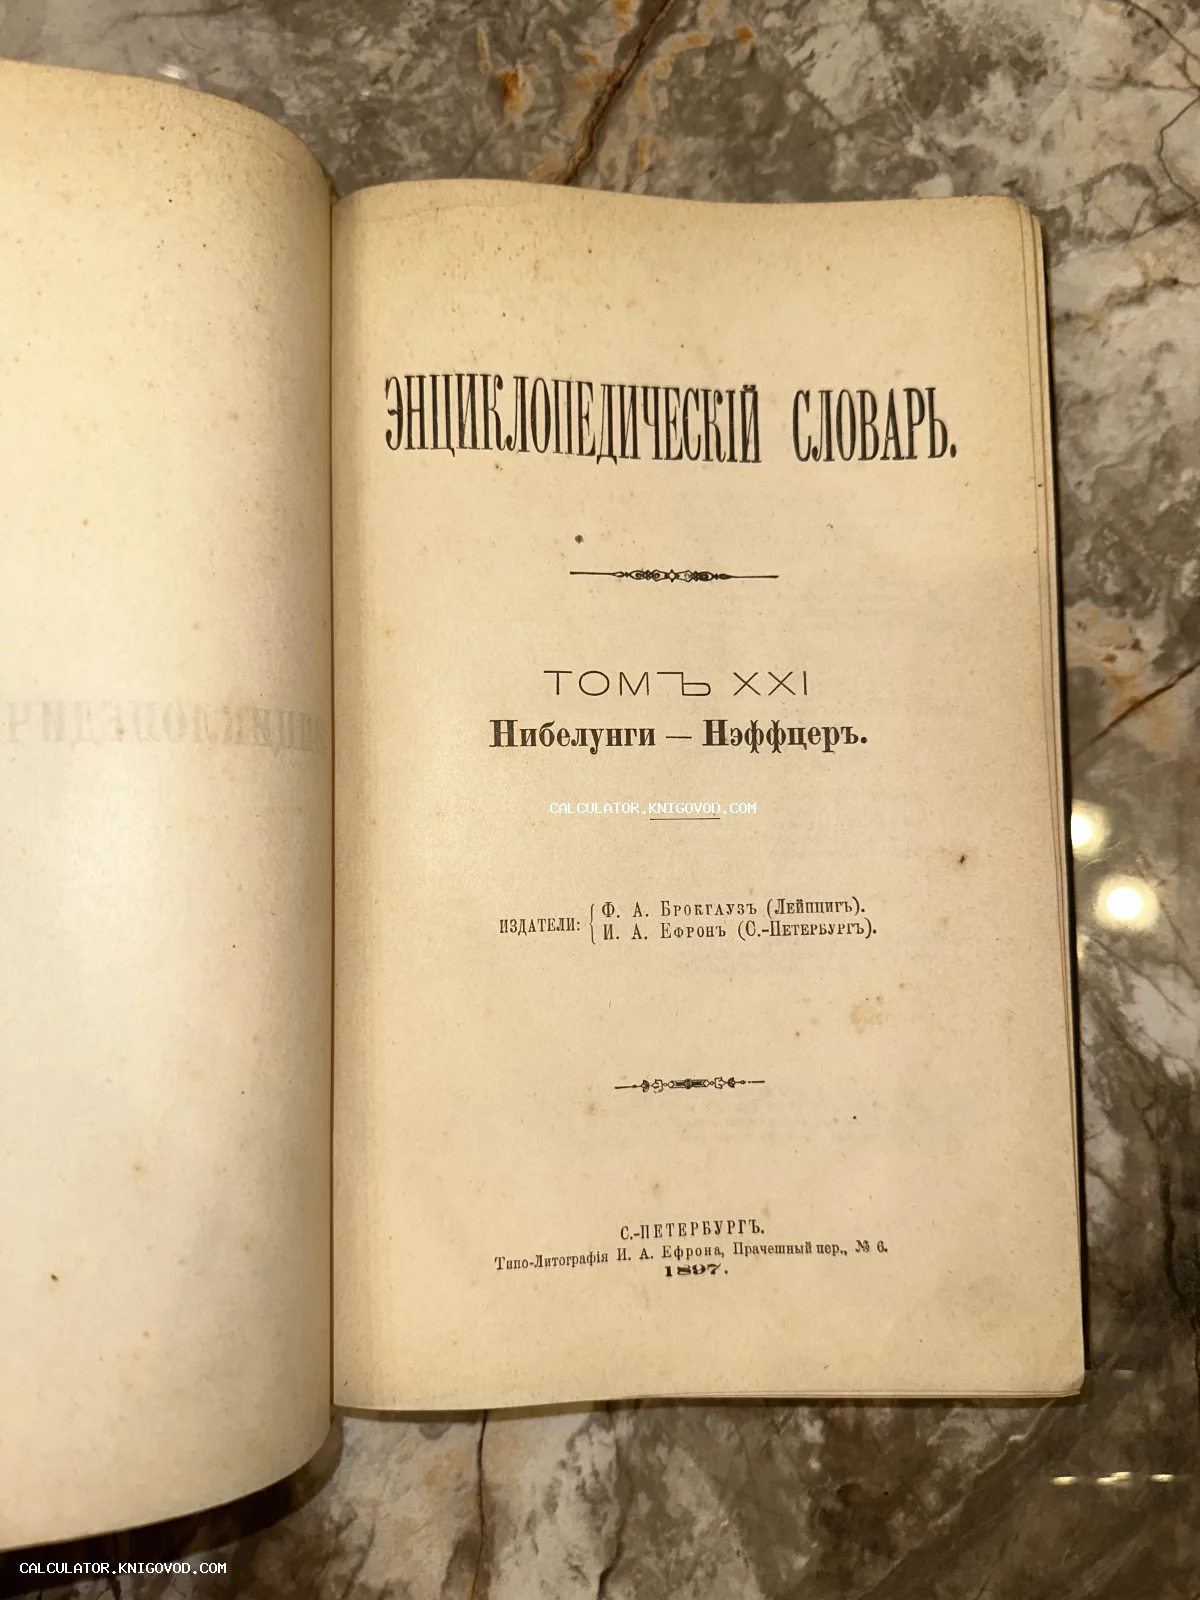 ЭНЦИКЛОПЕДИЧЕСКІЙ СЛОВАРЬ.
ТОМЪ XXI
Нибелунги — Нэффцеръ.
CALCULATOR.KNIGOVOD.COM
ИЗДАТЕЛИ: { Ф. А. Брокгаузъ (Лейпцигъ).
И. А. Ефронъ (С.-Петербургъ).
С.-ПЕТЕРБУРГЪ.
Типо-Литографія И. А. Ефрона, Прачешный пер., № 6.
1897.
CALCULATOR.KNIGOVOD.COM